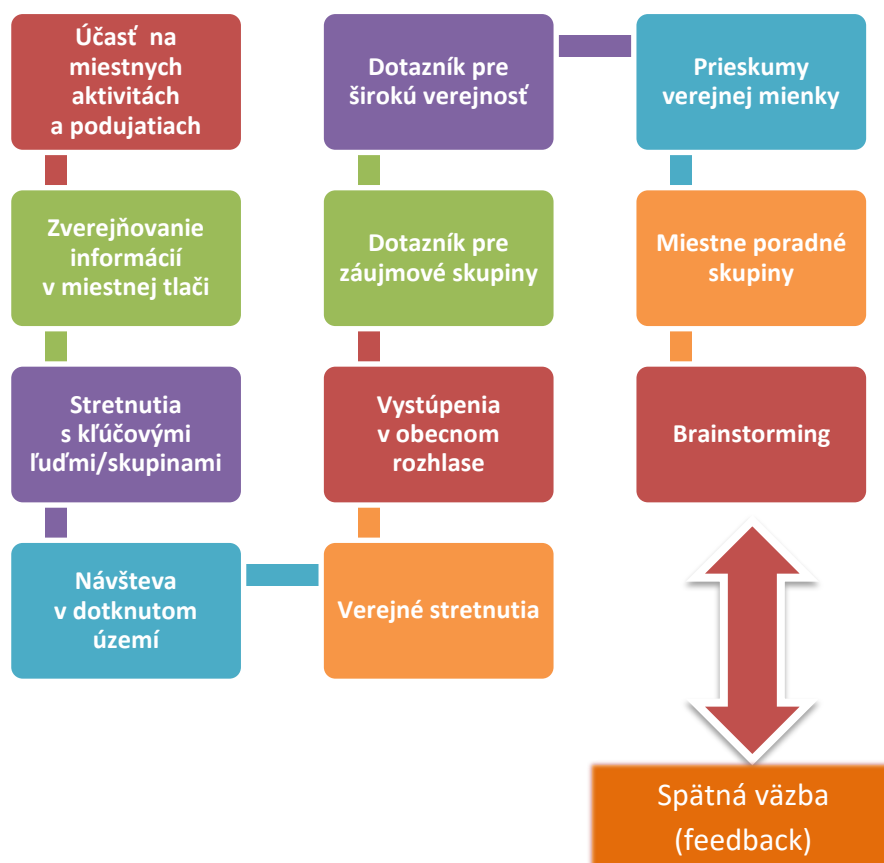 Účasť na
miestnych
aktivitách
a podujatiach
Zverejňovanie
informácií
v miestnej tlači
Stretnutia
s kľúčovými
ľuďmi/skupinami
Návšteva
v dotknutom
území
Verejné stretnutia
Vystúpenia
v obecnom
rozhlase
Dotazník pre
záujmové skupiny
Dotazník pre
širokú verejnosť
Prieskumy
verejnej mienky
Miestne poradné
skupiny
Brainstorming
Spätná väzba
(feedback)